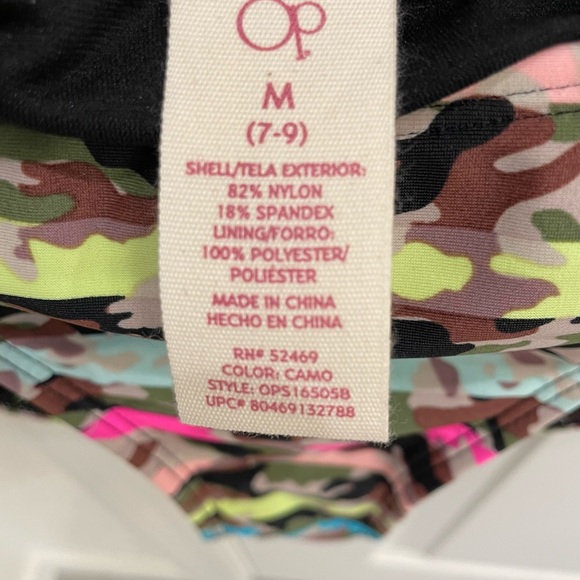 Op
M
(7-9)
SHELL/TELA EXTERIOR:
82% NYLON
18% SPANDEX
LINING/FORRO:
100% POLYESTER/
POLIÉSTER
MADE IN CHINA
HECHO EN CHINA
RN# 52469
COLOR: CAMO
STYLE: OPS16505B
UPC# 80469132788